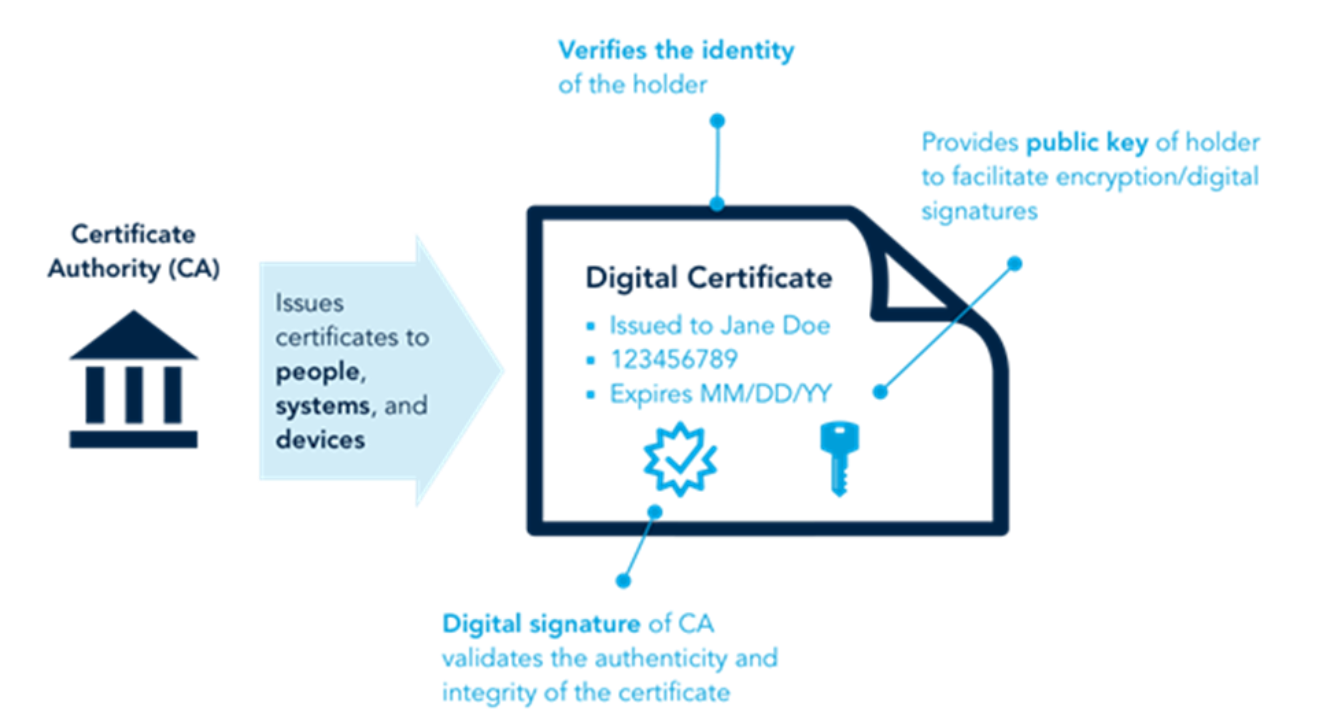 Verifies the identity
of the holder
Provides public key of holder
to facilitate encryption/digital
signatures
Certificate
Authority (CA)
Issues
certificates to
people,
systems, and
devices
Digital Certificate
▪ Issued to Jane Doe
▪ 123456789
▪ Expires MM/DD/YY
Digital signature of CA
validates the authenticity and
integrity of the certificate